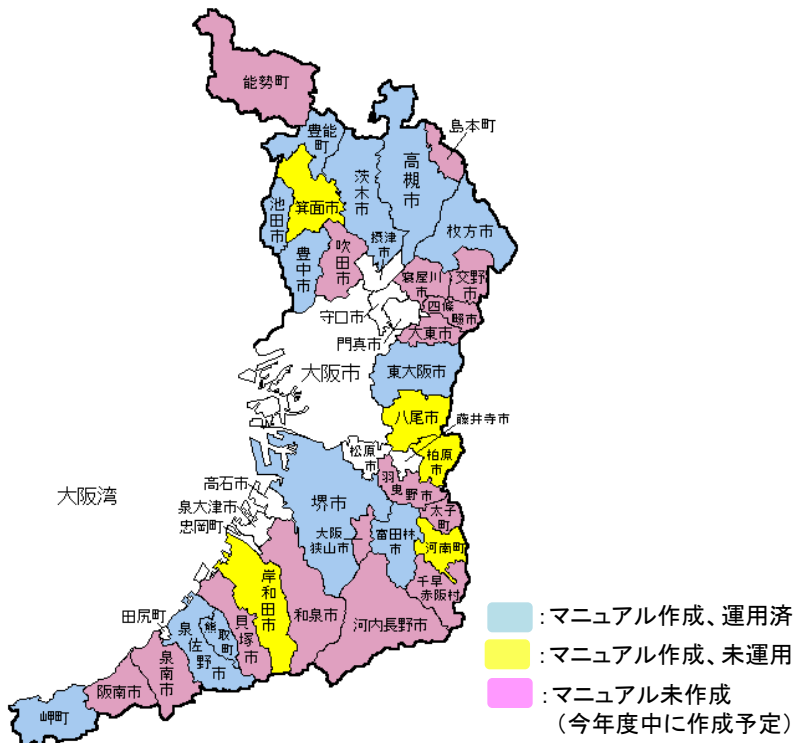 能勢町
島本町
豊能
町
高
槻
市
茨
木
市
池
田
市
箕面市
枚方市
摂津
市
吹
田
市
豊
中
市
寝屋川
市
交野
市
四條
畷市
守口市
大東市
門真市
大阪市
東大阪市
八尾市
藤井寺市
松原
市
柏原
市
羽
曳
野市
大阪湾
高石市
泉大津市
忠岡町
堺市
太子
町
大阪
狭山市
富田林
市
河南町
千早
赤阪村
岸
和
田
市
和泉市
河内長野市
田尻町
熊
取
町
泉
佐
野
市
貝
塚
市
泉
南
市
阪南市
岬町
:マニュアル作成、運用済
:マニュアル作成、未運用
:マニュアル未作成
(今年度中に作成予定)